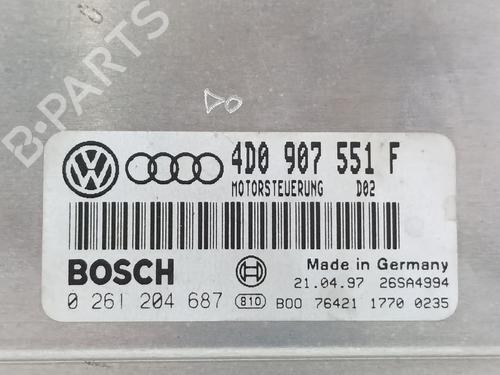 B-PARTS
4D0 907 551 F
MOTORSTEUERUNG D02
BOSCH
Made in Germany
21.04.97 26SA4994
0 261 204 687 810 B00 76421 1770 0235